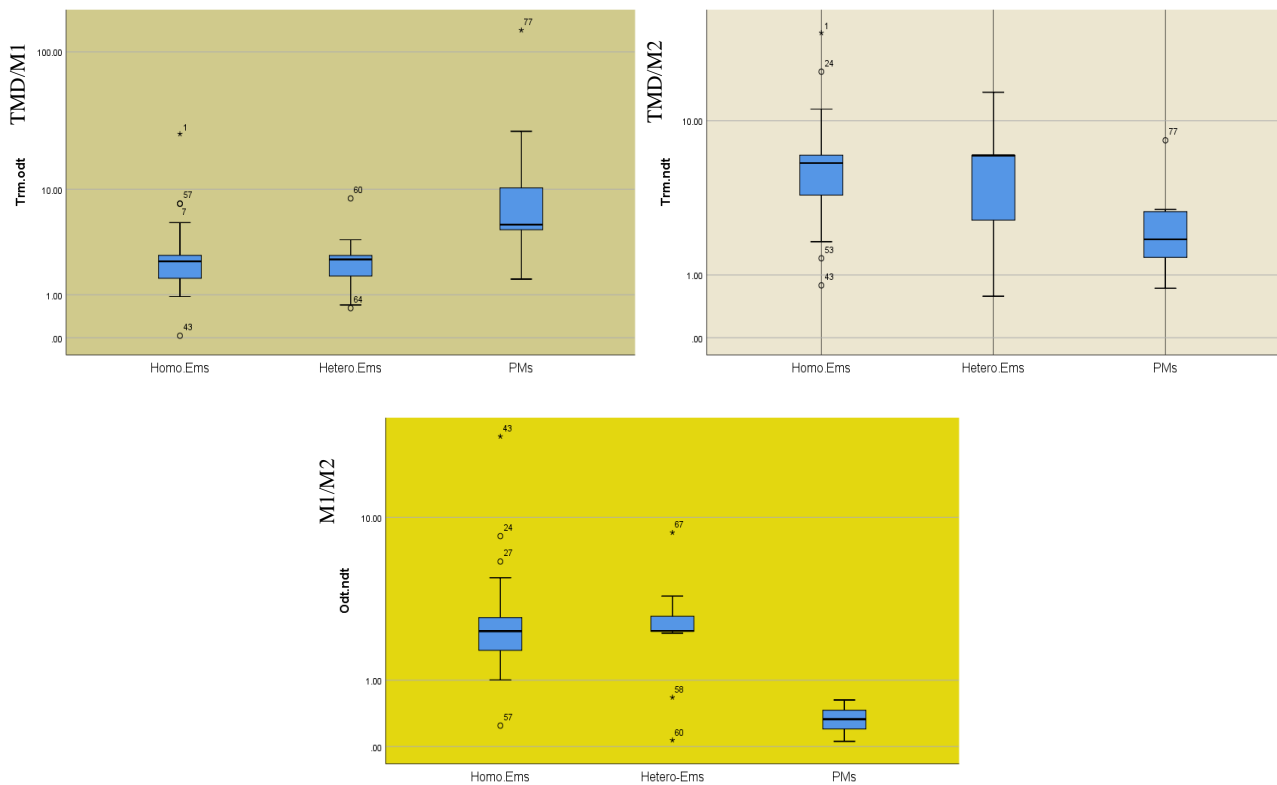 TMD/M1
Trm.odt
100.00
10.00
1.00
.00
1
57
7
43
60
64
77
Homo.Ems
Hetero.Ems
PMs
TMD/M2
Trm.ndt
10.00
1.00
.00
1
24
53
43
77
Homo.Ems
Hetero.Ems
PMs
M1/M2
Odt.ndt
10.00
1.00
.00
43
24
27
57
67
58
60
Homo.Ems
Hetero-Ems
PMs